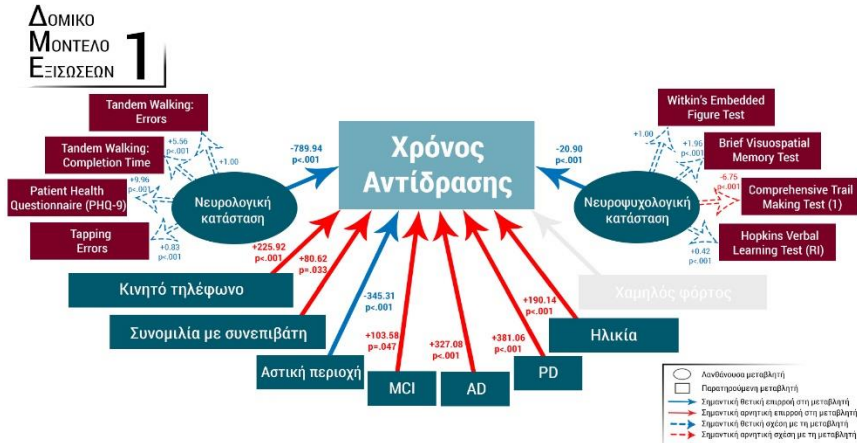 ΔΟΜΙΚΟ
ΜΟΝΤΕΛΟ
ΕΞΙΣΩΣΕΩΝ
1
Tandem Walking:
Errors
Tandem Walking:
Completion Time
Patient Health
Questionnaire (PHQ-9)
Tapping
Errors
+1.00
+5.56
p<.001
+9.96
p<.001
+0.83
p<.001
Νευρολογική
κατάσταση
-789.94
p<.001
Χρόνος
Αντίδρασης
-20.90
p<.001
Νευροψυχολογική
κατάσταση
+1.00
+1.96
p<.001
-6.75
p<.001
+0.42
p<.001
Witkin's Embedded
Figure Test
Brief Visuospatial
Memory Test
Comprehensive Trail
Making Test (1)
Hopkins Verbal
Learning Test (RI)
+225.92
p<.001
+80.62
p=.033
-345.31
p<.001
+103.58
p=.047
+327.08
p<.001
+381.06
p<.001
+190.14
p<.001
Κινητό τηλέφωνο
Συνομιλία με συνεπιβάτη
Αστική περιοχή
MCI
AD
PD
Ηλικία
Χαμηλός φόρτος
Λανθάνουσα μεταβλητή
Παρατηρούμενη μεταβλητή
Σημαντική θετική επιρροή στη μεταβλητή
Σημαντική αρνητική επιρροή στη μεταβλητή
Σημαντική θετική σχέση με τη μεταβλητή
Σημαντική αρνητική σχέση με τη μεταβλητή